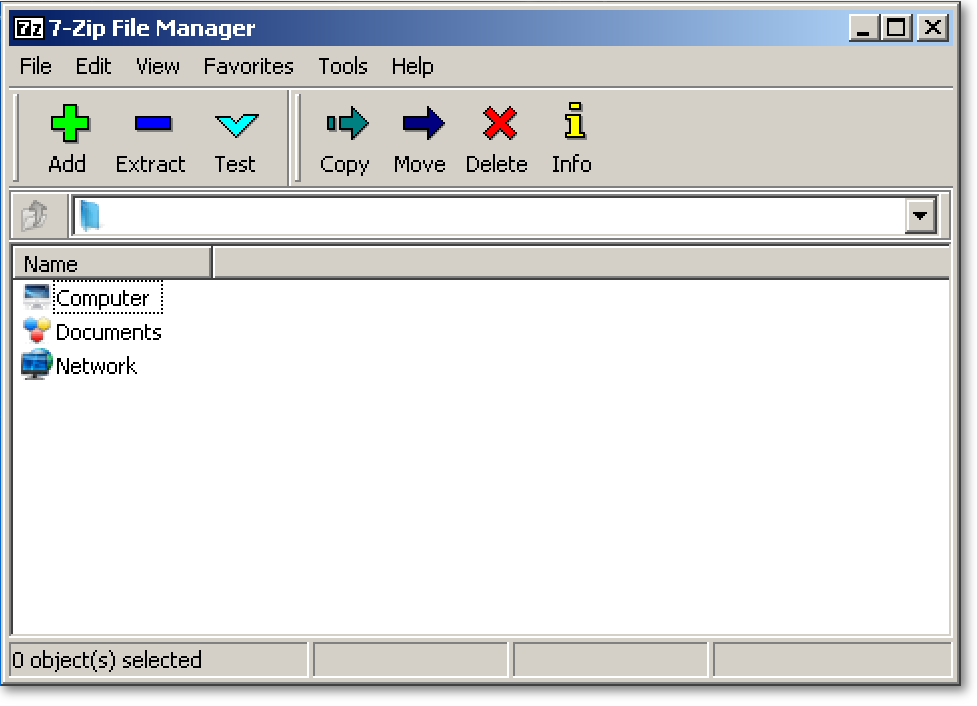 7z 7-Zip File Manager
File Edit View Favorites Tools Help
Add Extract Test Copy Move Delete Info
Name
Computer
Documents
Network
0 object(s) selected